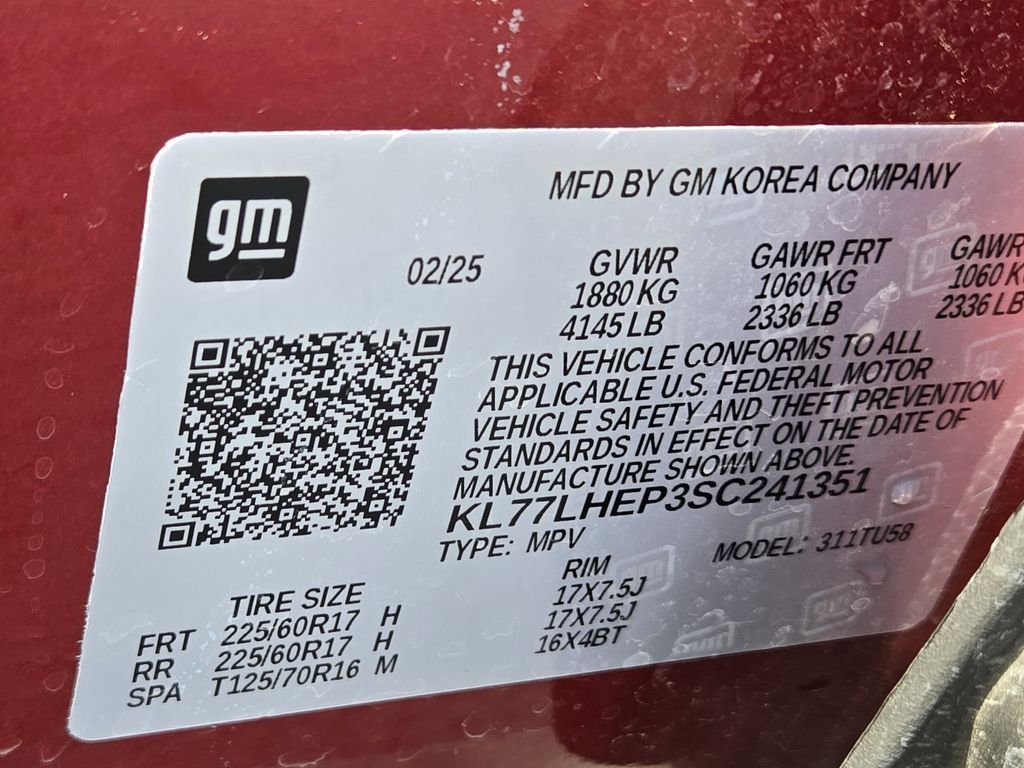 gm
MFD BY GM KOREA COMPANY
02/25
GVWR GAWR FRT GAWR
1880 KG 1060 KG 1060
4145 LB 2336 LB 2336 LB
THIS VEHICLE CONFORMS TO ALL
APPLICABLE U.S. FEDERAL MOTOR
VEHICLE SAFETY AND THEFT PREVENTION
STANDARDS IN EFFECT ON THE DATE OF
MANUFACTURE SHOWN ABOVE.
KL77LHEP3SC241351
TYPE: MPV MODEL: 311TU58
TIRE SIZE RIM
FRT 225/60R17 H 17X7.5J
RR 225/60R17 H 17X7.5J
SPA T125/70R16 M 16X4BT